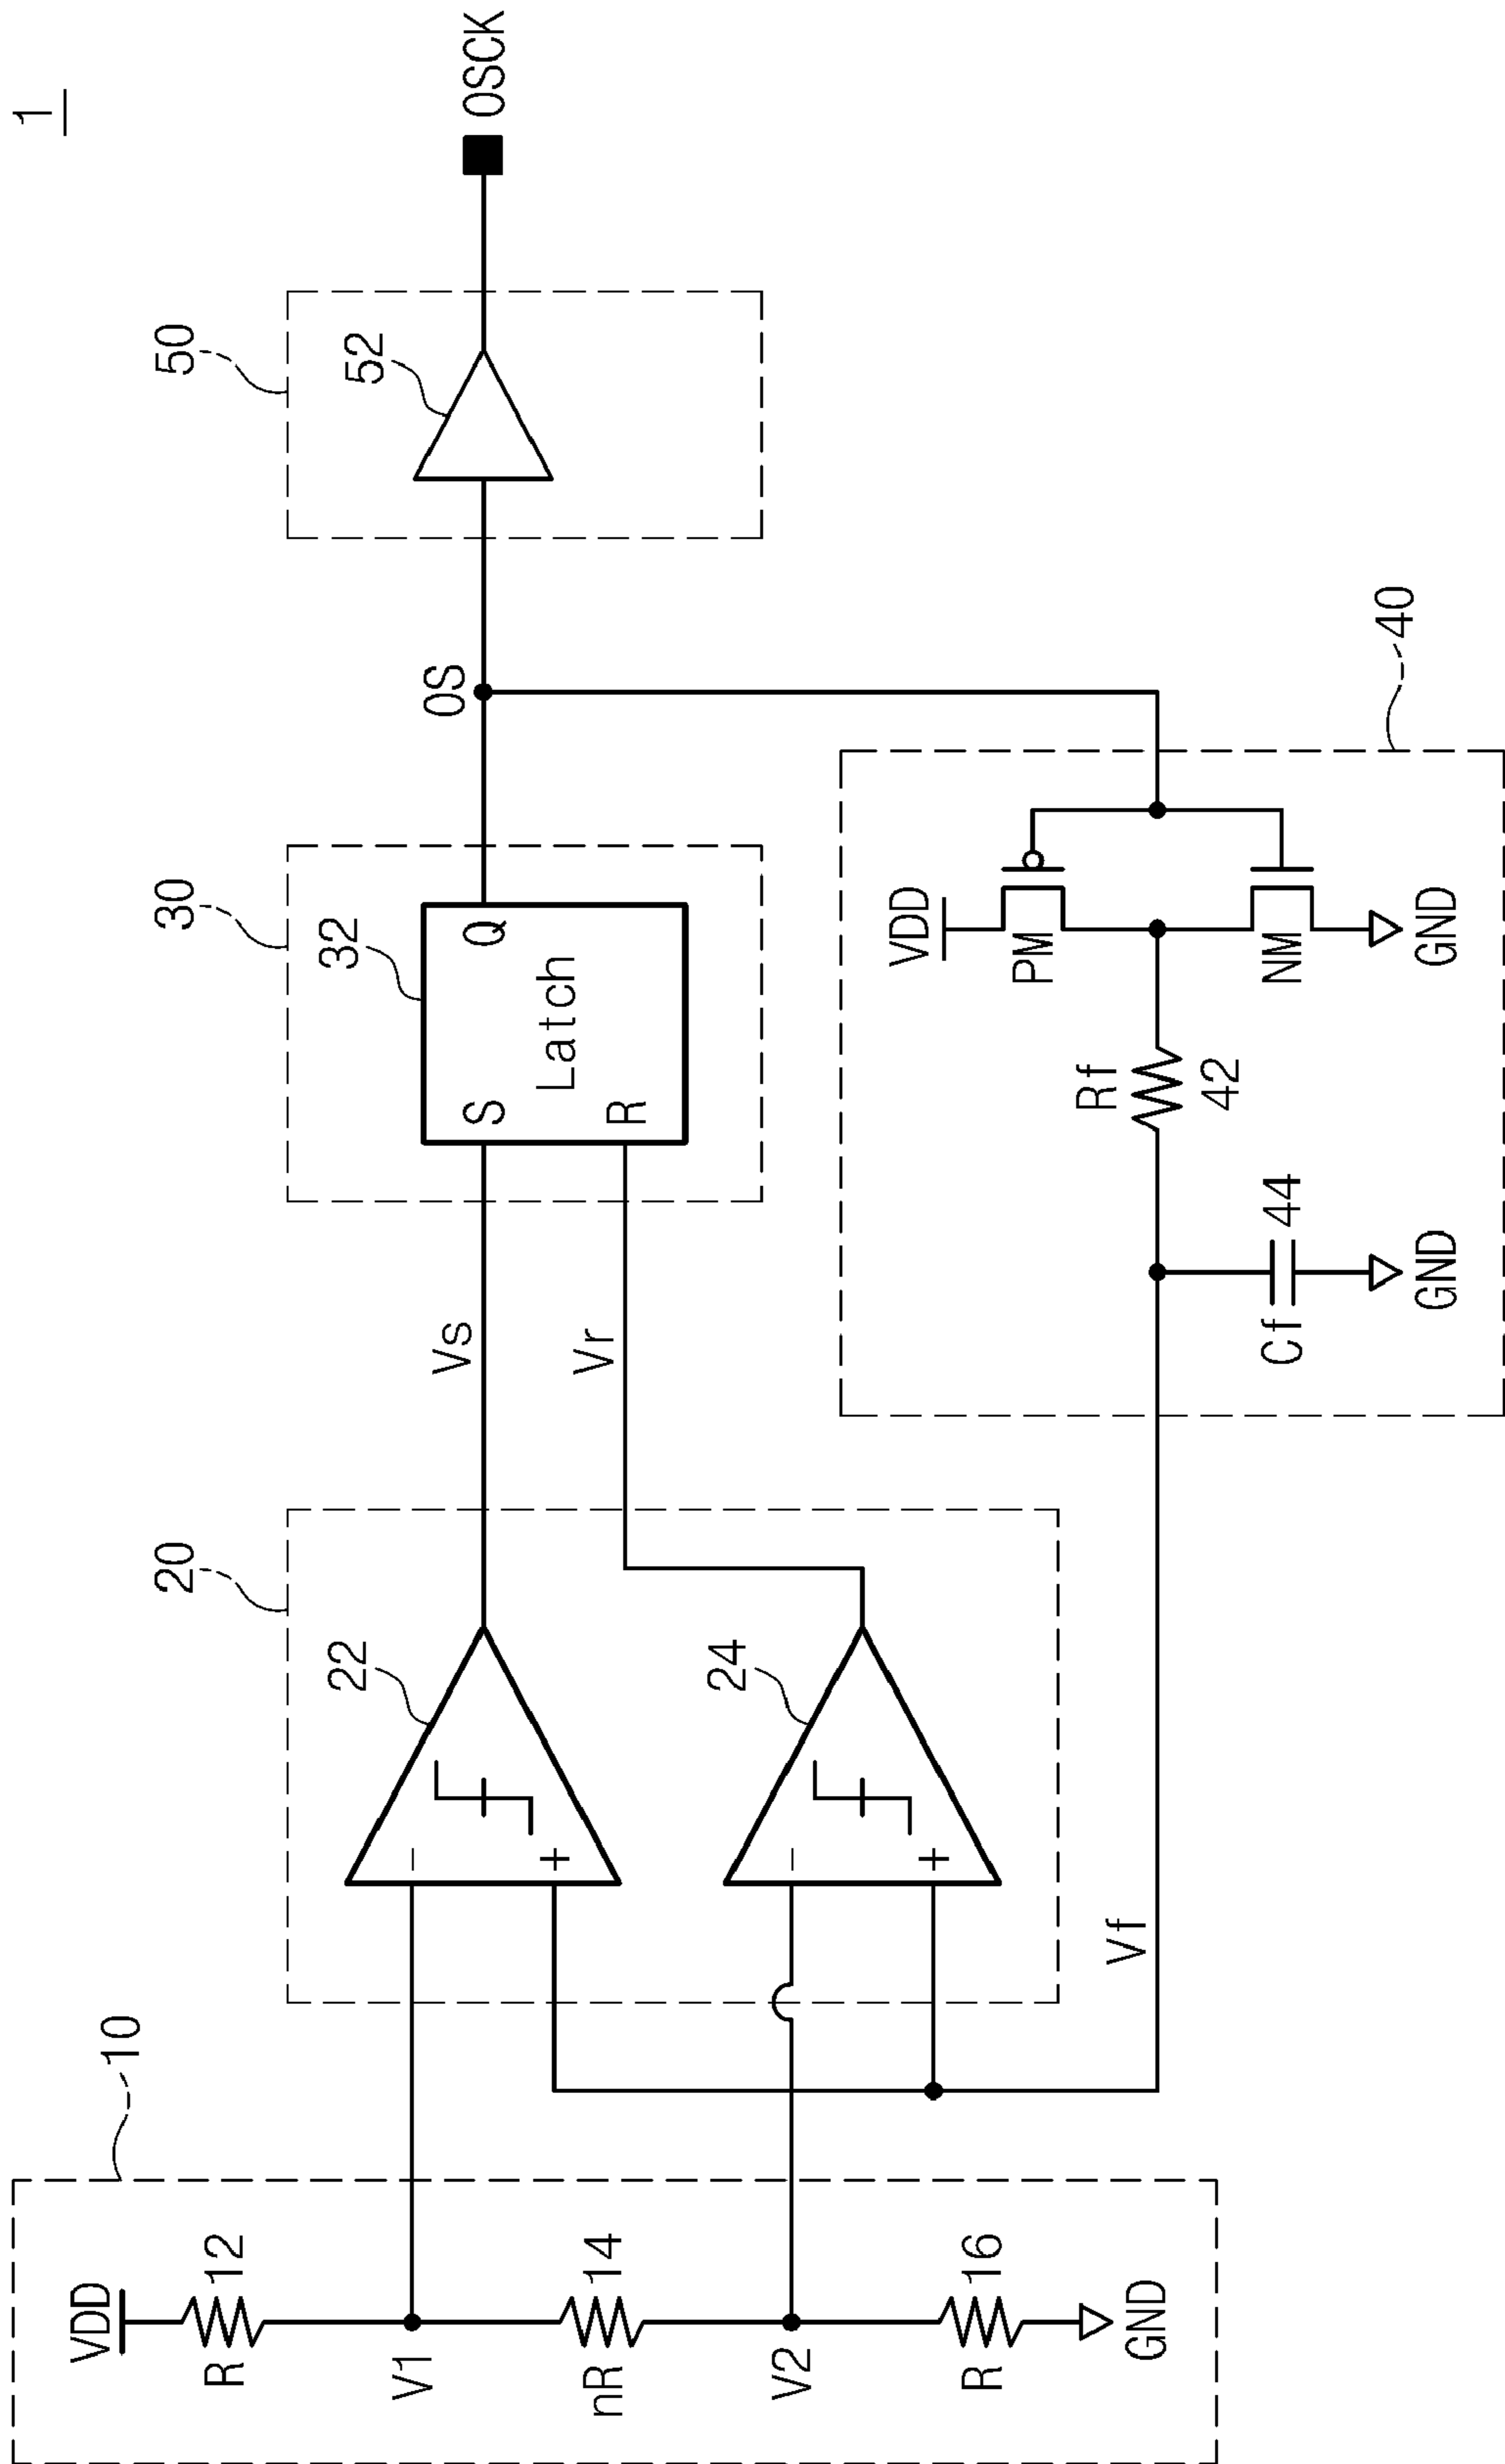 1
10
VDD
R
12
V1
nR
14
V2
R
16
GND
20
22
−
+
24
−
+
Vf
Vs
Vr
30
32
S
Q
Latch
R
OS
50
52
OSCK
40
VDD
PM
NM
GND
Rf
42
Cf
44
GND